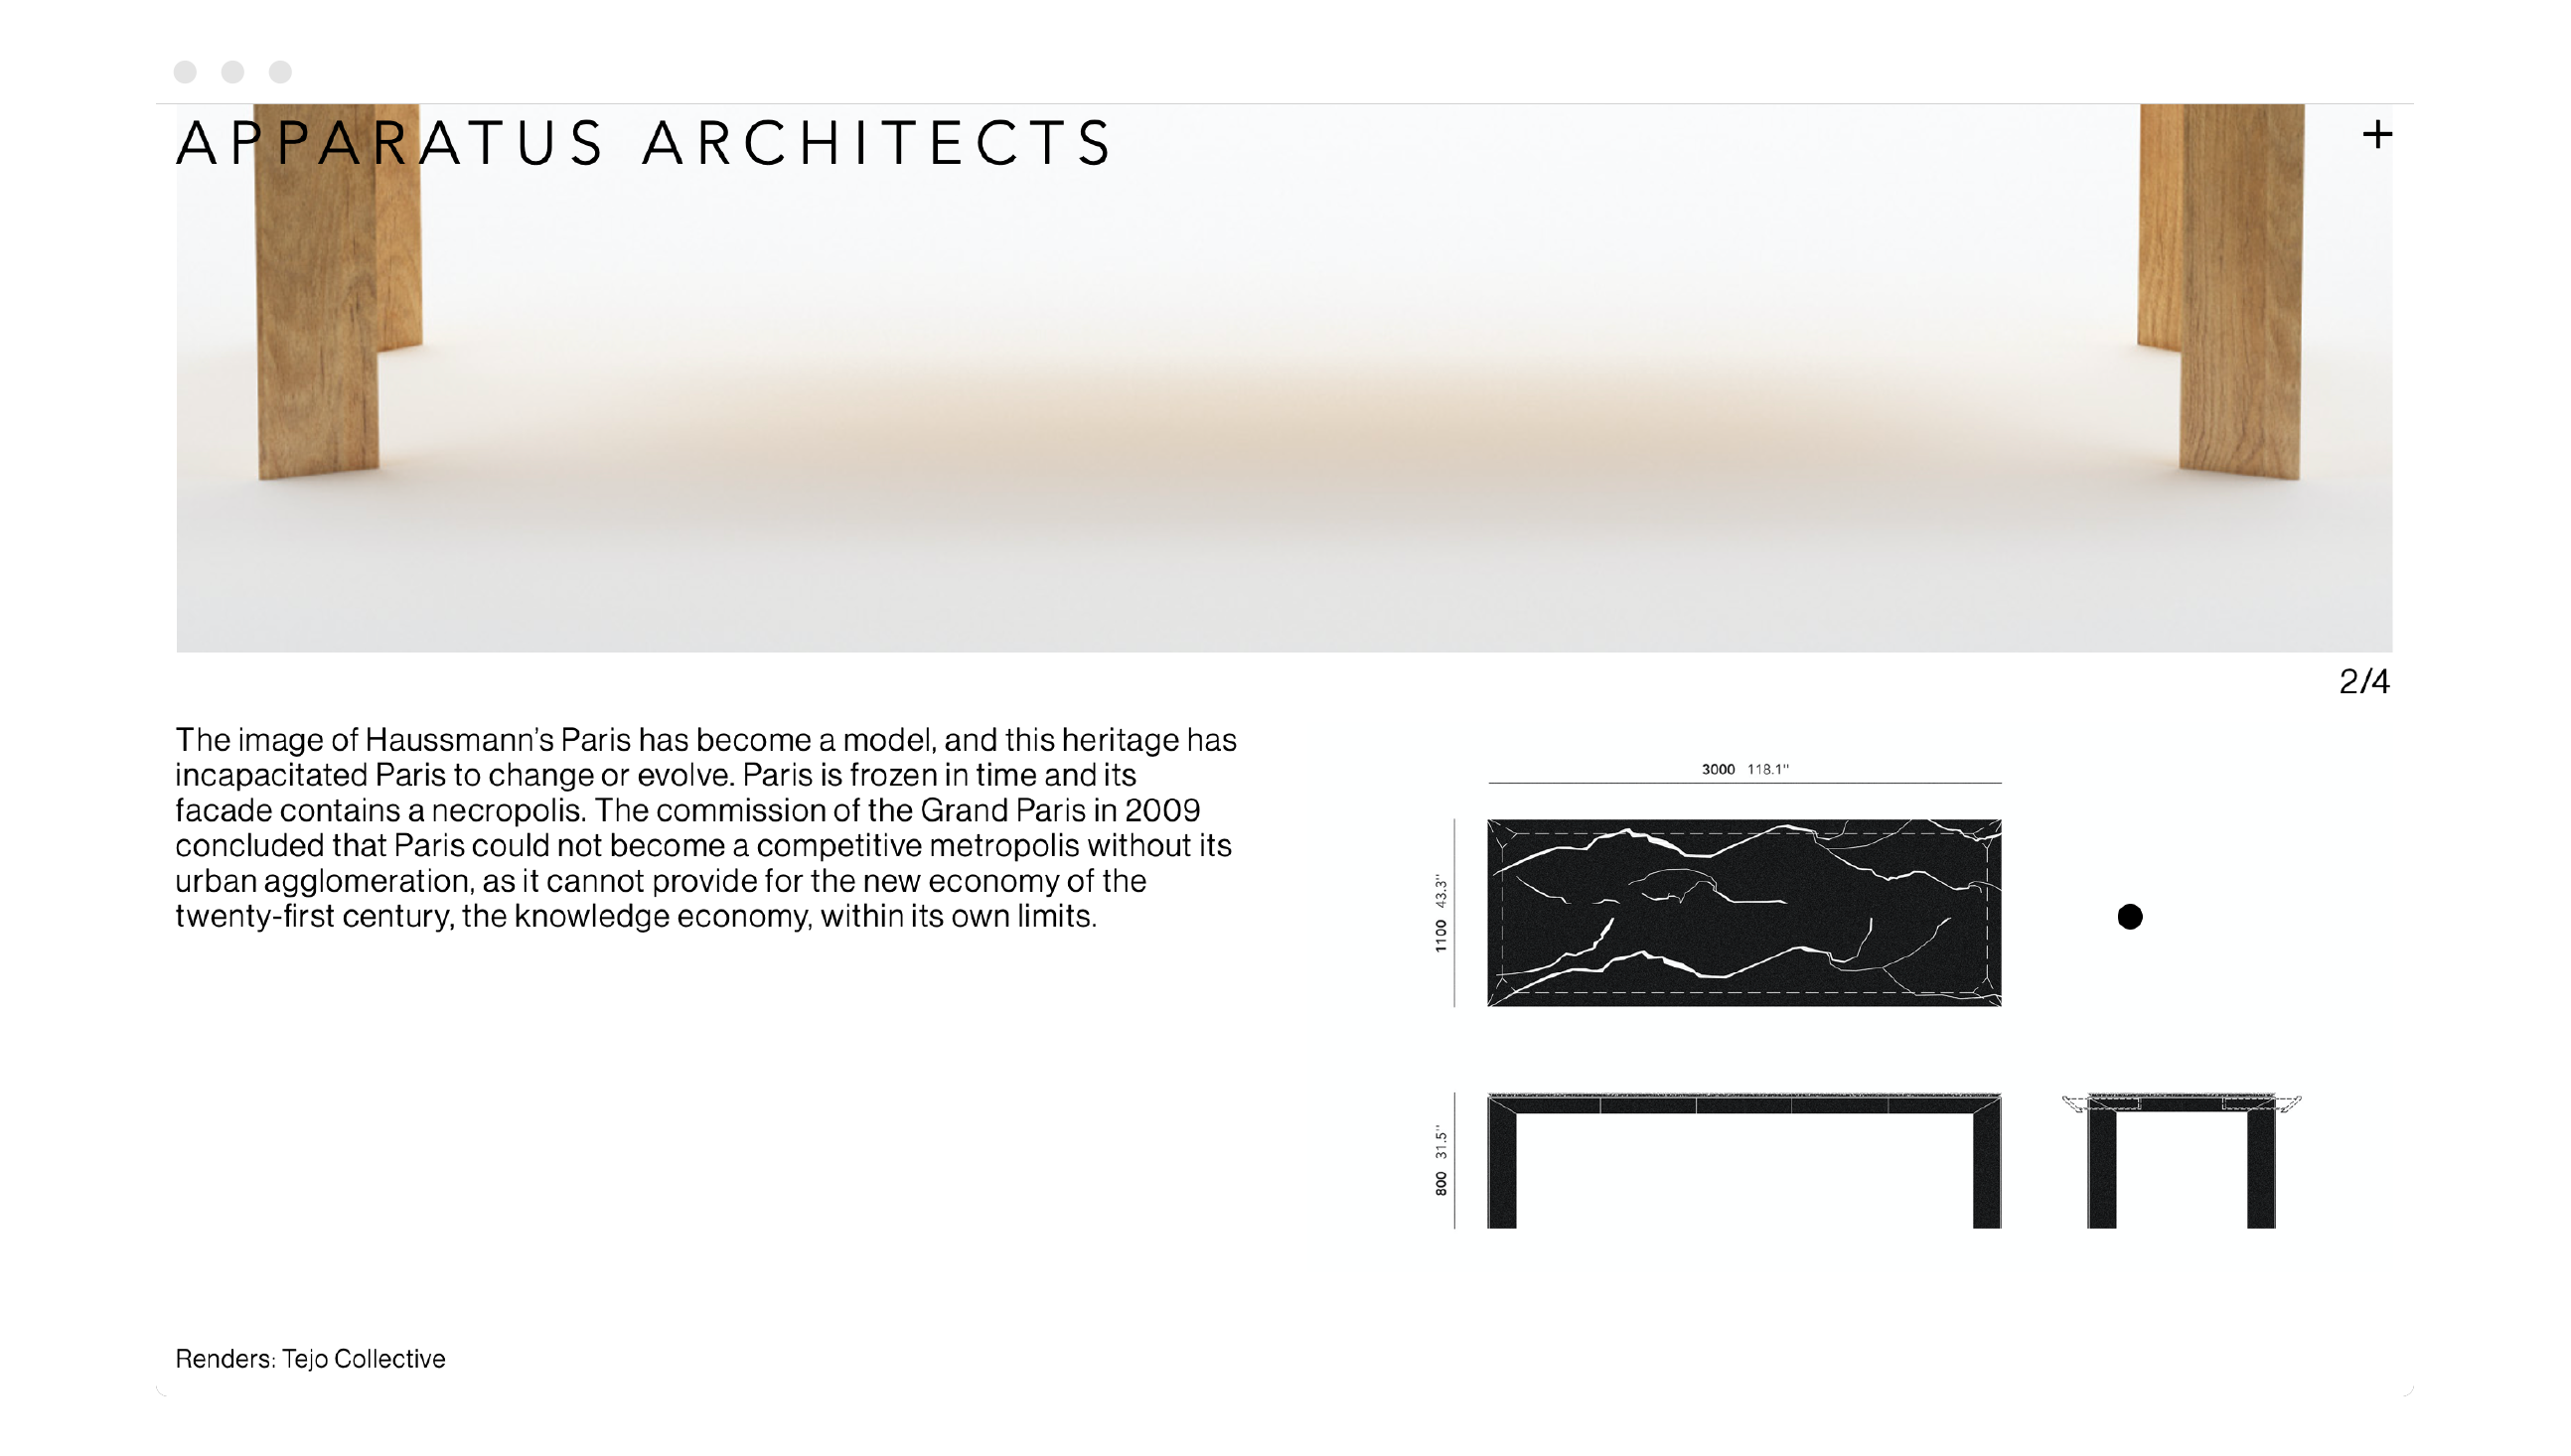 APPARATUS ARCHITECTS
+
2/4
The image of Haussmann’s Paris has become a model, and this heritage has
incapacitated Paris to change or evolve. Paris is frozen in time and its
facade contains a necropolis. The commission of the Grand Paris in 2009
concluded that Paris could not become a competitive metropolis without its
urban agglomeration, as it cannot provide for the new economy of the
twenty-first century, the knowledge economy, within its own limits.
3000 118.1"
1100 43.3"
800 31.5"
Renders: Tejo Collective